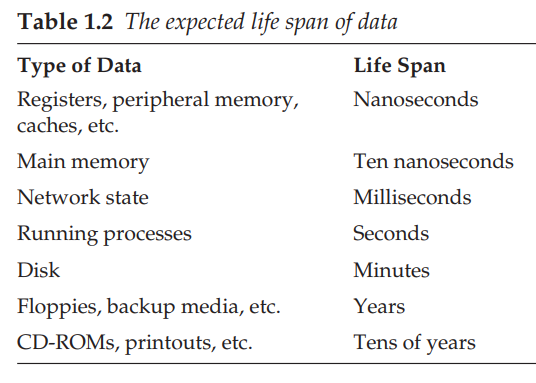 Table 1.2 The expected life span of data
Type of Data Life Span
Registers, peripheral memory, Nanoseconds
caches, etc.
Main memory Ten nanoseconds
Network state Milliseconds
Running processes Seconds
Disk Minutes
Floppies, backup media, etc. Years
CD-ROMs, printouts, etc. Tens of years